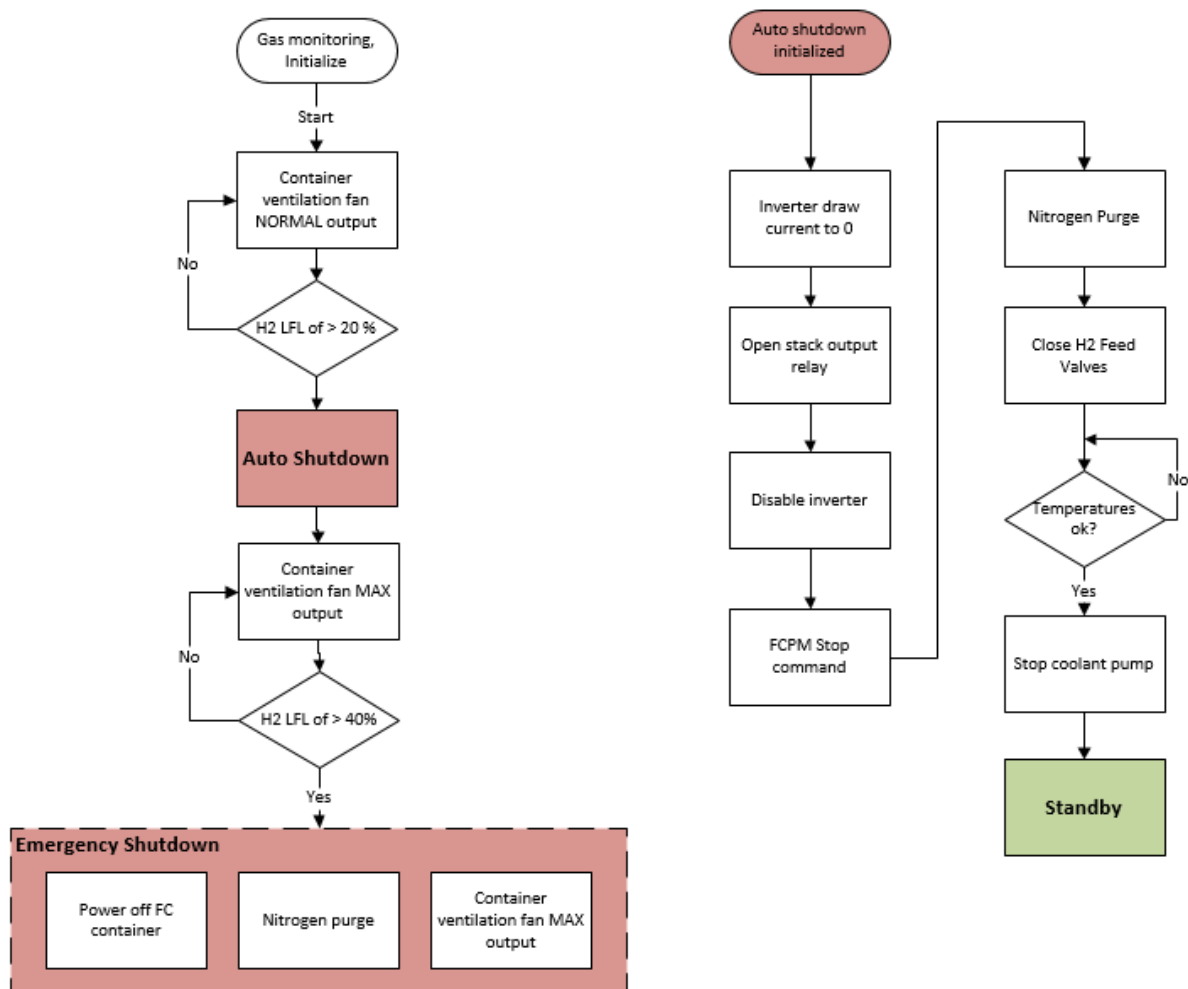 Gas monitoring,
Initialize
Start
Container
ventilation fan
NORMAL output
No
H2 LFL of > 20 %
Auto Shutdown
Container
ventilation fan MAX
output
No
H2 LFL of > 40%
Yes
Emergency Shutdown
Power off FC
container
Nitrogen purge
Container
ventilation fan MAX
output
Auto shutdown
initialized
Inverter draw
current to 0
Open stack output
relay
Disable inverter
FCPM Stop
command
Nitrogen Purge
Close H2 Feed
Valves
No
Temperatures
ok?
Yes
Stop coolant pump
Standby